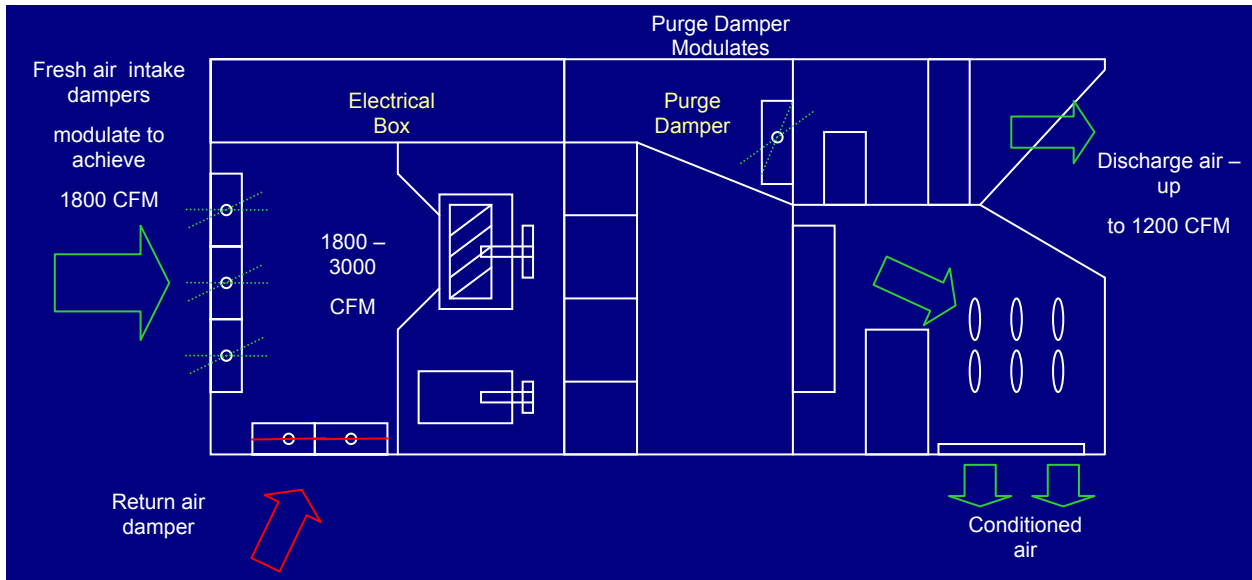 Purge Damper
Modulates
Fresh air intake
dampers
modulate to
achieve
1800 CFM
Electrical
Box
Purge
Damper
Discharge air –
up
to 1200 CFM
1800 –
3000
CFM
Return air
damper
Conditioned
air